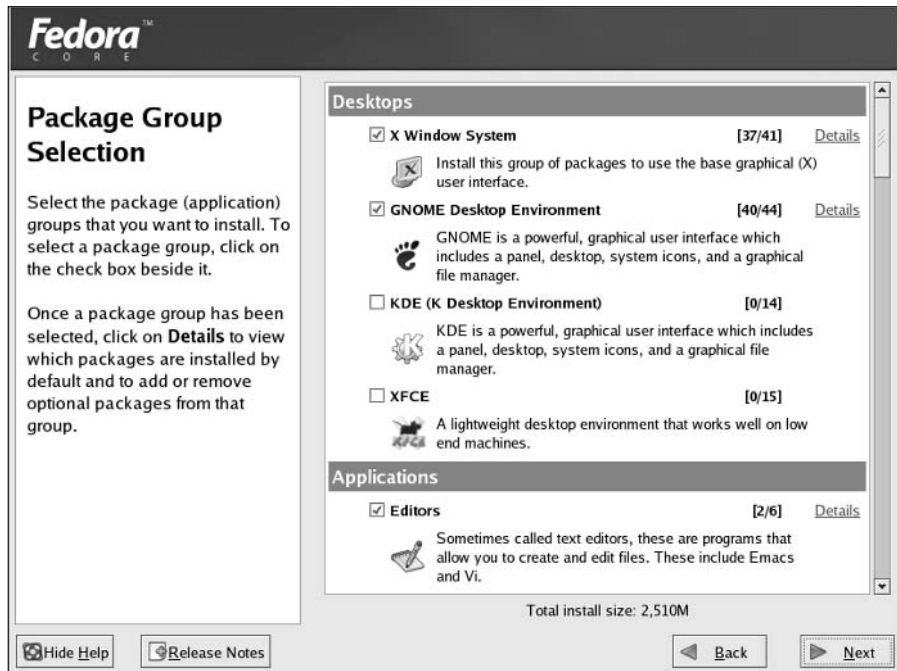 Fedora™
CORE
Package Group
Selection
Select the package (application)
groups that you want to install. To
select a package group, click on
the check box beside it.
Once a package group has been
selected, click on Details to view
which packages are installed by
default and to add or remove
optional packages from that
group.
Desktops
X Window System [37/41] Details
Install this group of packages to use the base graphical (X)
user interface.
GNOME Desktop Environment [40/44] Details
GNOME is a powerful, graphical user interface which
includes a panel, desktop, system icons, and a graphical
file manager.
KDE (K Desktop Environment) [0/14]
KDE is a powerful, graphical user interface which includes
a panel, desktop, system icons, and a graphical file
manager.
XFCE [0/15]
A lightweight desktop environment that works well on low
end machines.
Applications
Editors [2/6] Details
Sometimes called text editors, these are programs that
allow you to create and edit files. These include Emacs
and Vi.
Total install size: 2,510M
Hide Help Release Notes Back Next